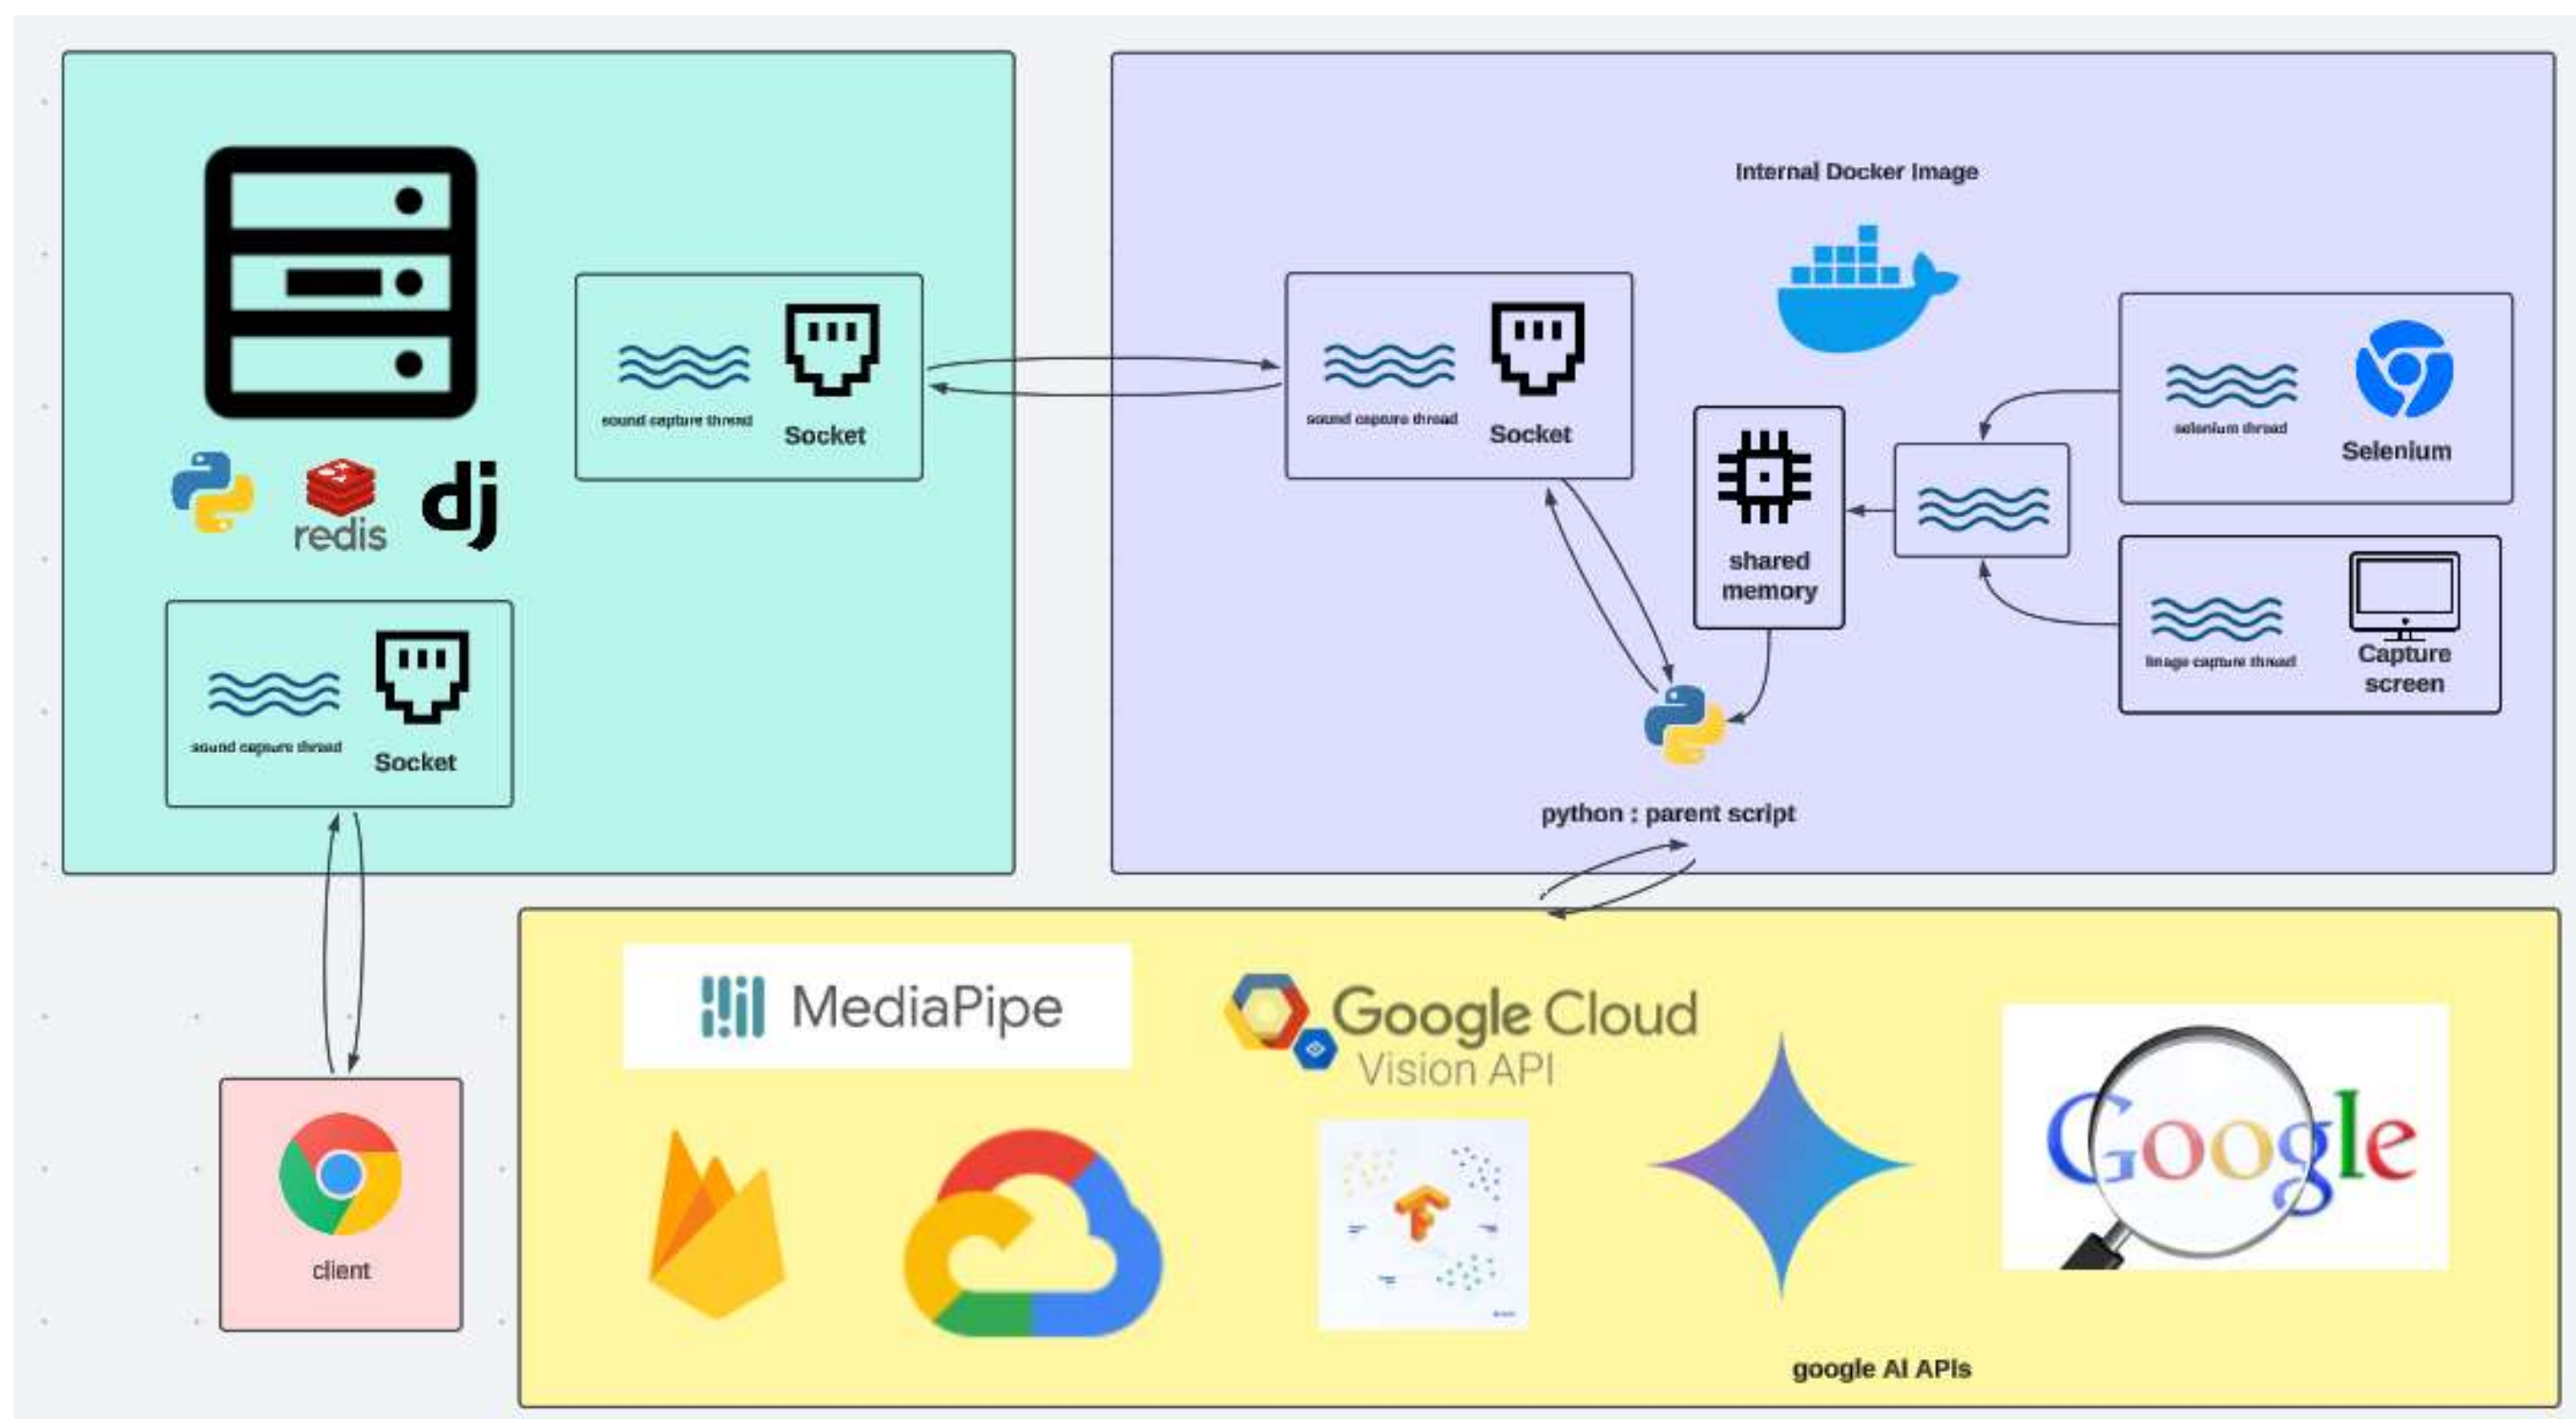 redis
dj
sound capture thread
Socket
sound capture thread
Socket
Internal Docker Image
sound capture thread
Socket
shared
memory
selenium thread
Selenium
Image capture thread
Capture
screen
python : parent script
client
MediaPipe
Google Cloud
Vision API
Google
google AI APIs